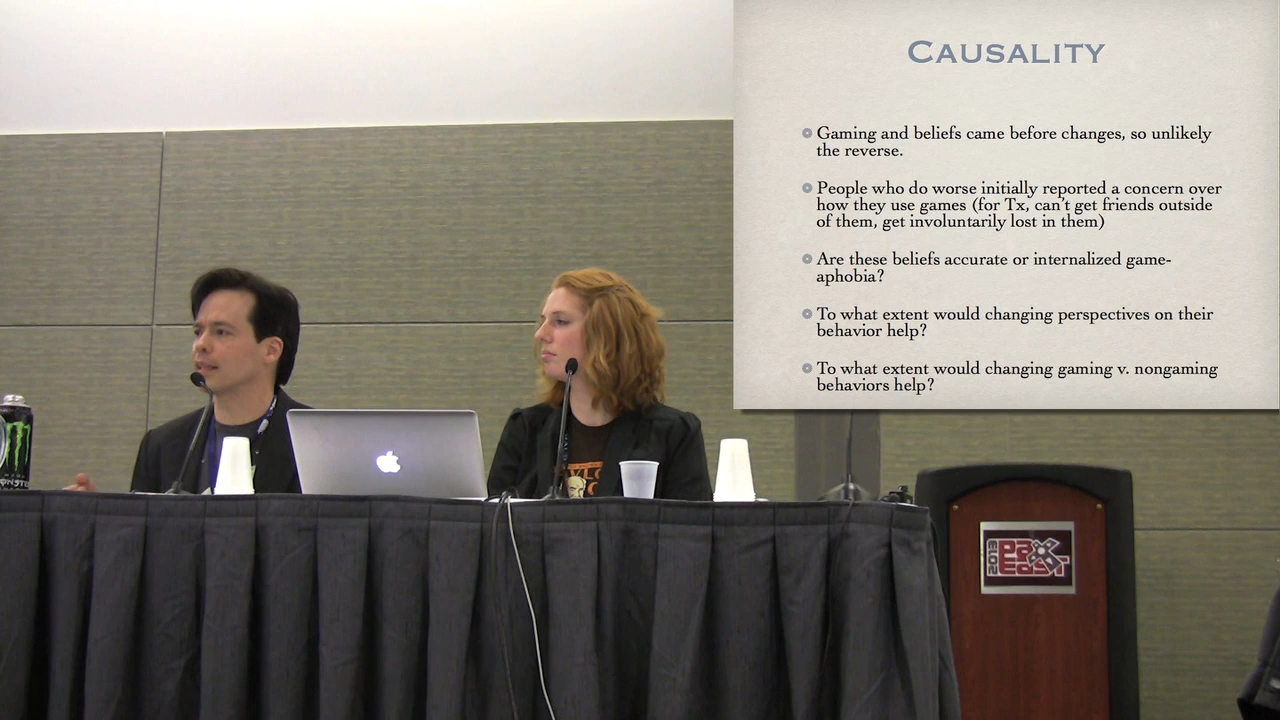 CAUSALITY
Gaming and beliefs came before changes, so unlikely
the reverse.
People who do worse initially reported a concern over
how they use games (for Tx, can't get friends outside
of them, get involuntarily lost in them)
Are these beliefs accurate or internalized game-
aphobia?
To what extent would changing perspectives on their
behavior help?
To what extent would changing gaming v. nongaming
behaviors help?
PAX
EAST
2013